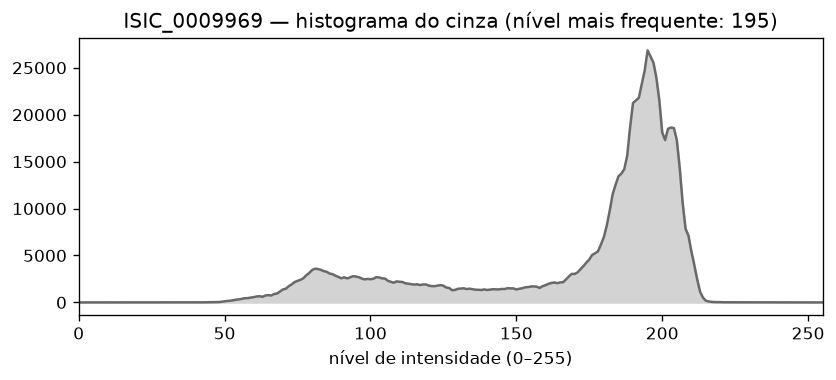 ISIC_0009969 — histograma do cinza (nível mais frequente: 195)
25000
20000
15000
10000
5000
0
0 50 100 150 200 250
nível de intensidade (0–255)